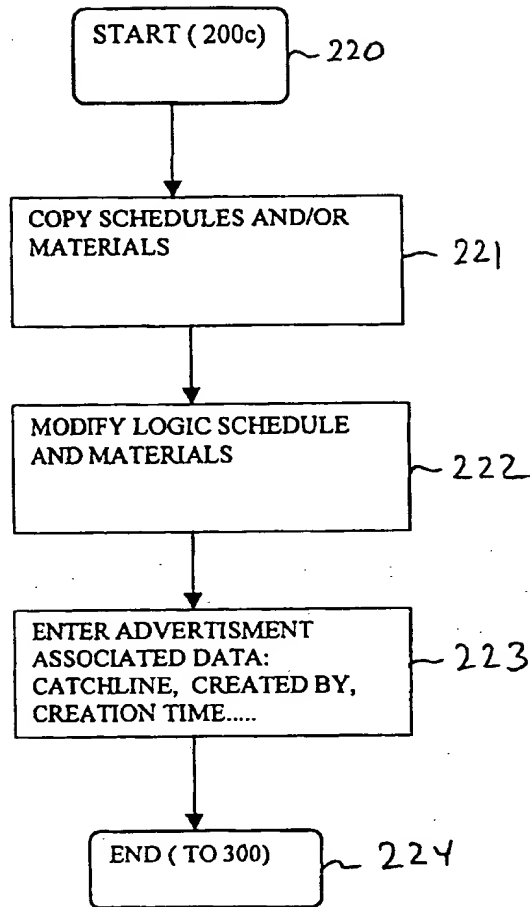 START ( 200c)
220
COPY SCHEDULES AND/OR
MATERIALS
221
MODIFY LOGIC SCHEDULE
AND MATERIALS
222
ENTER ADVERTISMENT
ASSOCIATED DATA:
CATCHLINE, CREATED BY,
CREATION TIME.....
223
END ( TO 300)
224